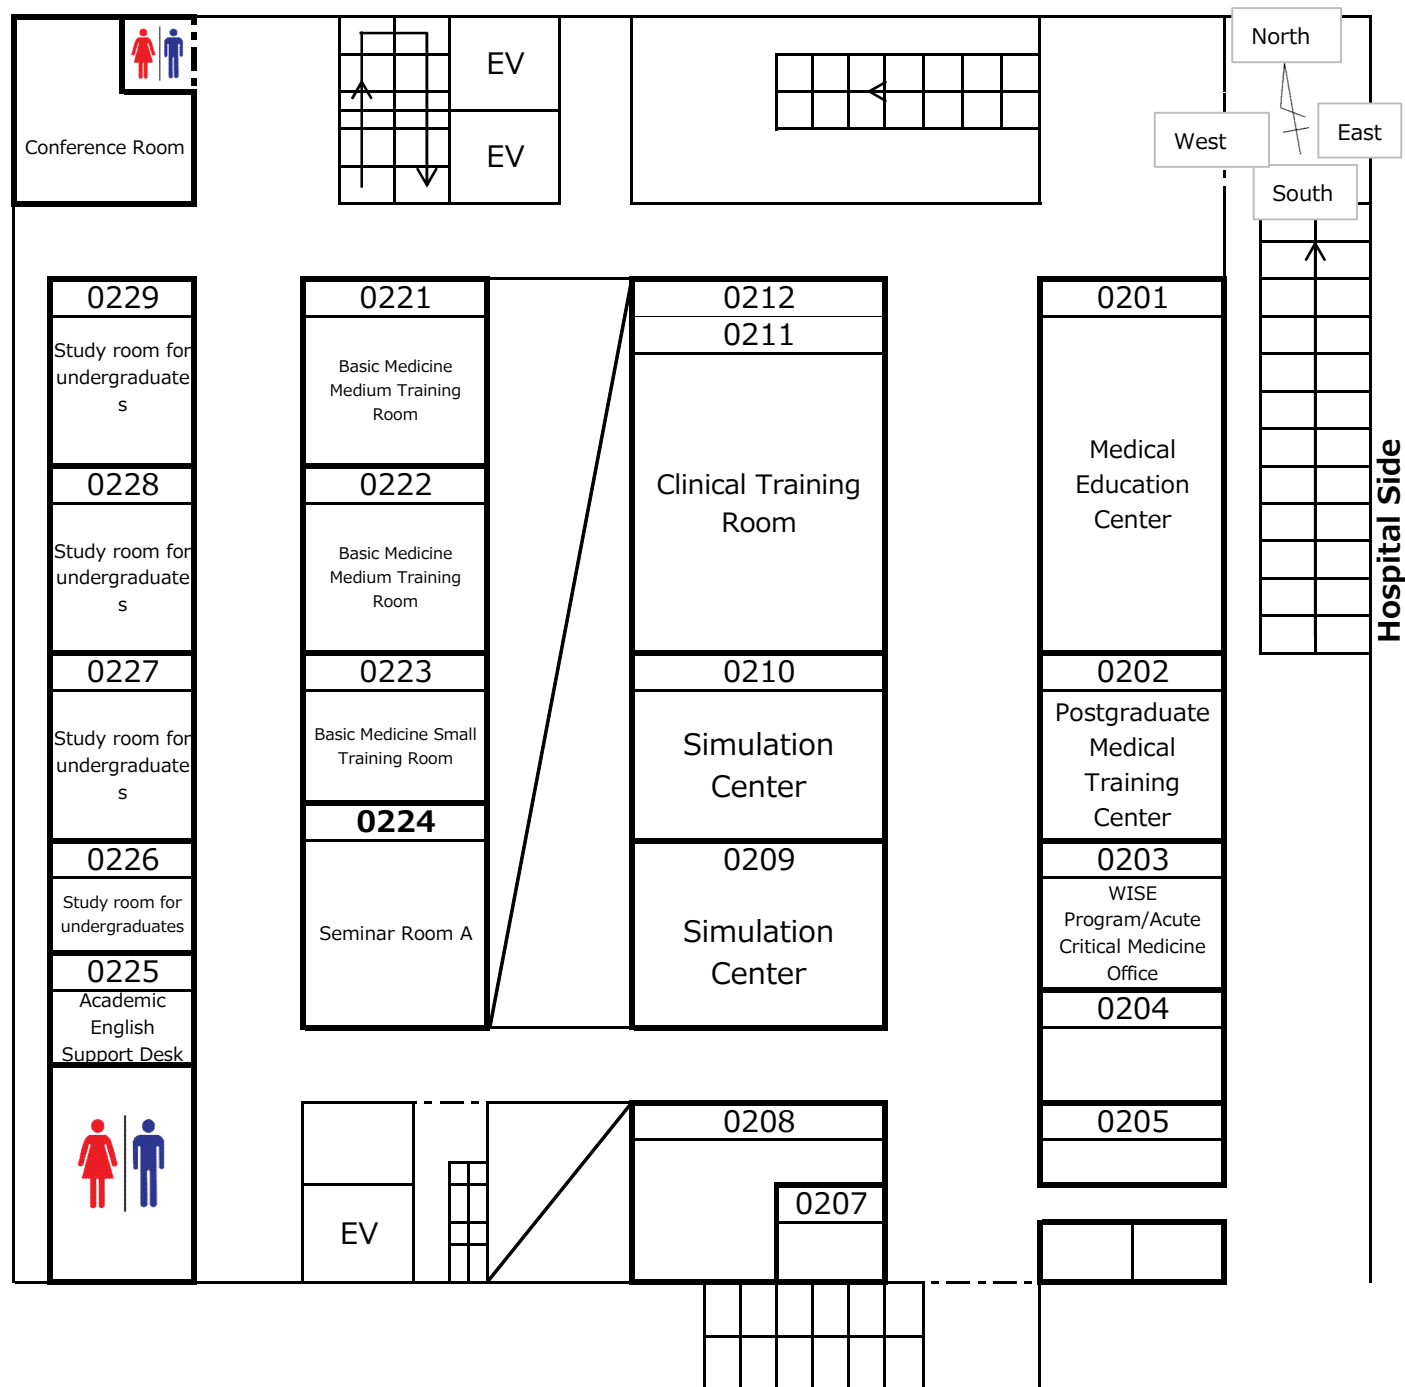 North
West
East
South
EV
EV
Conference Room
0229
Study room for
undergraduate
s
0228
Study room for
undergraduate
s
0227
Study room for
undergraduate
s
0226
Study room for
undergraduates
0225
Academic
English
Support Desk
0221
Basic Medicine
Medium Training
Room
0222
Basic Medicine
Medium Training
Room
0223
Basic Medicine Small
Training Room
0224
Seminar Room A
EV
0212
0211
Clinical Training
Room
0210
Simulation
Center
0209
Simulation
Center
0208
0207
0201
Medical
Education
Center
0202
Postgraduate
Medical
Training
Center
0203
WISE
Program/Acute
Critical Medicine
Office
0204
0205
Hospital Side